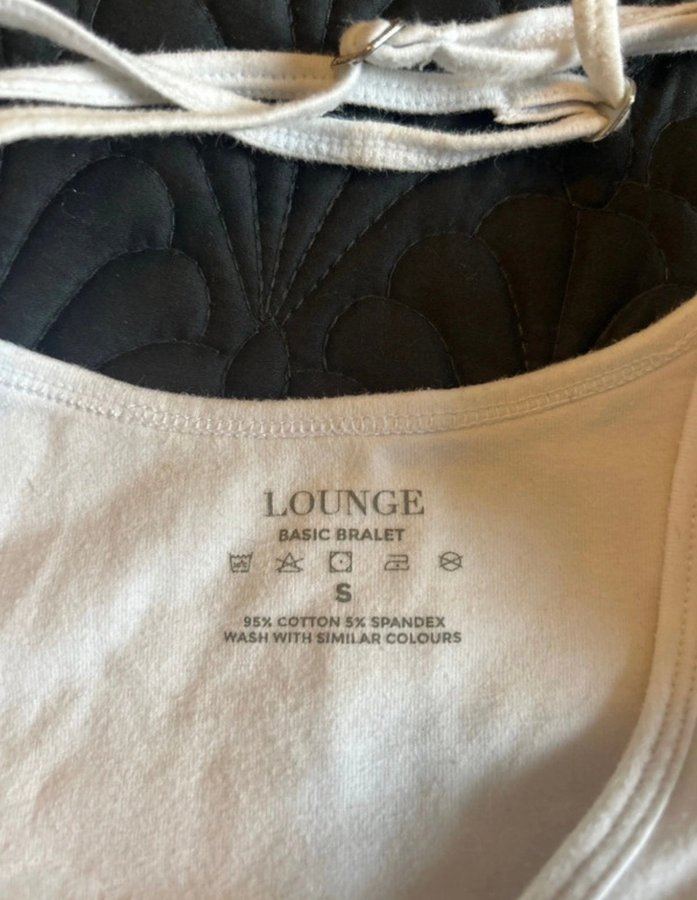 LOUNGE
BASIC BRALET
S
95% COTTON 5% SPANDEX
WASH WITH SIMILAR COLOURS